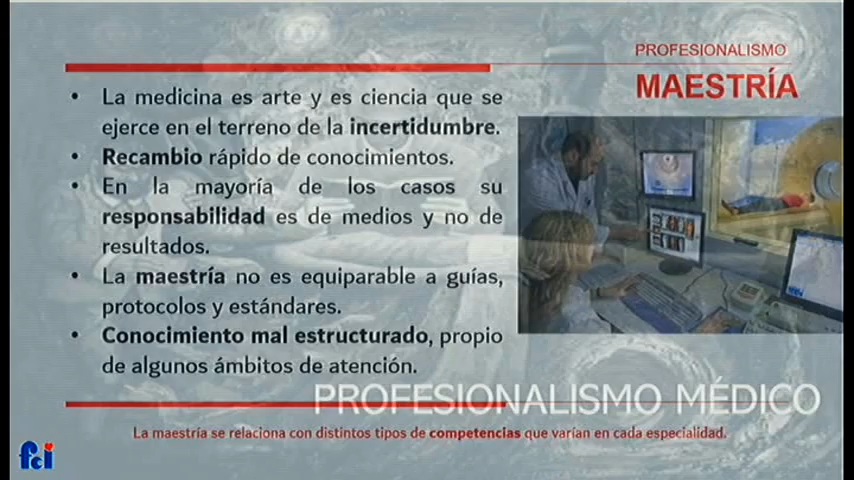 PROFESIONALISMO
MAESTRÍA
• La medicina es arte y es ciencia que se
ejerce en el terreno de la incertidumbre.
• Recambio rápido de conocimientos.
• En la mayoría de los casos su
responsabilidad es de medios y no de
resultados.
• La maestría no es equiparable a guías,
protocolos y estándares.
• Conocimiento mal estructurado, propio
de algunos ámbitos de atención.
PROFESIONALISMO MÉDICO
La maestría se relaciona con distintos tipos de competencias que varían en cada especialidad.
fci